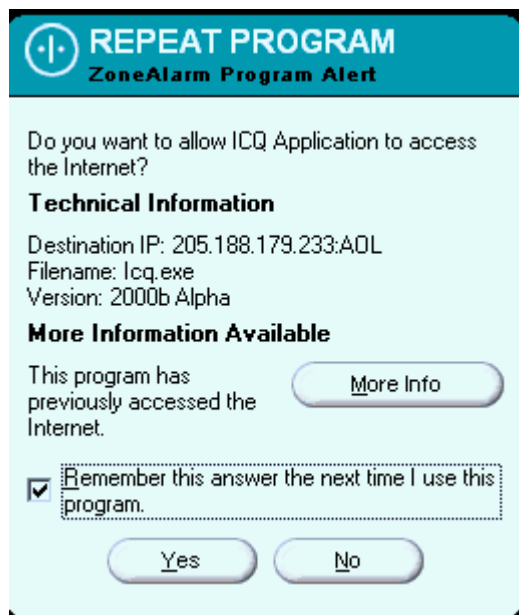 REPEAT PROGRAM
ZoneAlarm Program Alert
Do you want to allow ICQ Application to access
the Internet?
Technical Information
Destination IP: 205.188.179.233:AOL
Filename: Icq.exe
Version: 2000b Alpha
More Information Available
This program has
previously accessed the
Internet.
More Info
Remember this answer the next time I use this
program.
Yes
No